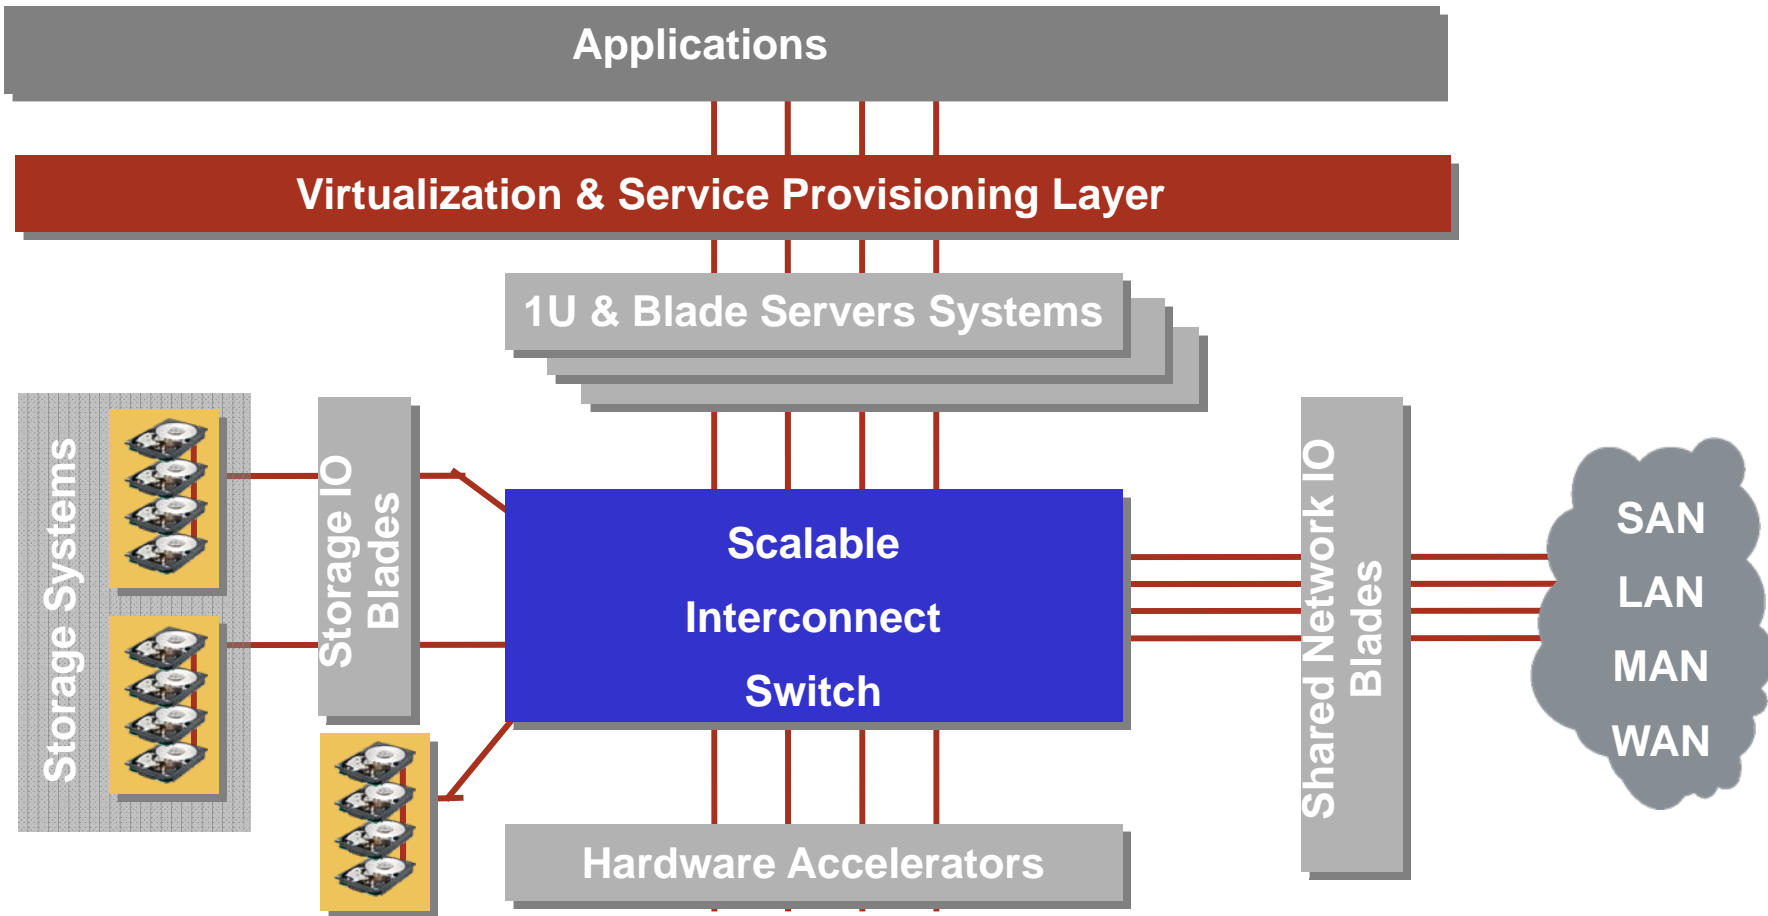 Applications
Virtualization & Service Provisioning Layer
1U & Blade Servers Systems
Storage Systems
Storage IO
Blades
Scalable
Interconnect
Switch
Shared Network IO
Blades
SAN
LAN
MAN
WAN
Hardware Accelerators